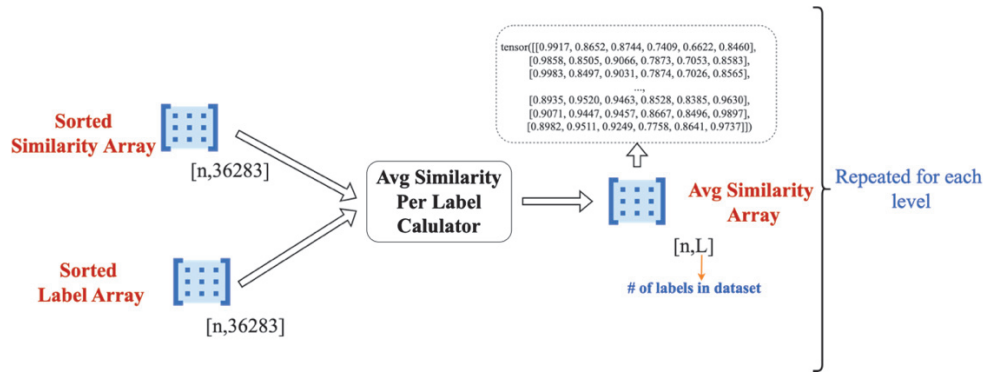 tensor([[0.9917, 0.8652, 0.8744, 0.7409, 0.6622, 0.8460],
[0.9858, 0.8505, 0.9066, 0.7873, 0.7053, 0.8583],
[0.9983, 0.8497, 0.9031, 0.7874, 0.7026, 0.8565],
...,
[0.8935, 0.9520, 0.9463, 0.8528, 0.8385, 0.9630],
[0.9071, 0.9447, 0.9457, 0.8667, 0.8496, 0.9897],
[0.8982, 0.9511, 0.9249, 0.7758, 0.8641, 0.9737]])
Sorted
Similarity Array
[n,36283]
Avg Similarity
Per Label
Calulator
Avg Similarity
Array
[n,L]
# of labels in dataset
Repeated for each
level
Sorted
Label Array
[n,36283]